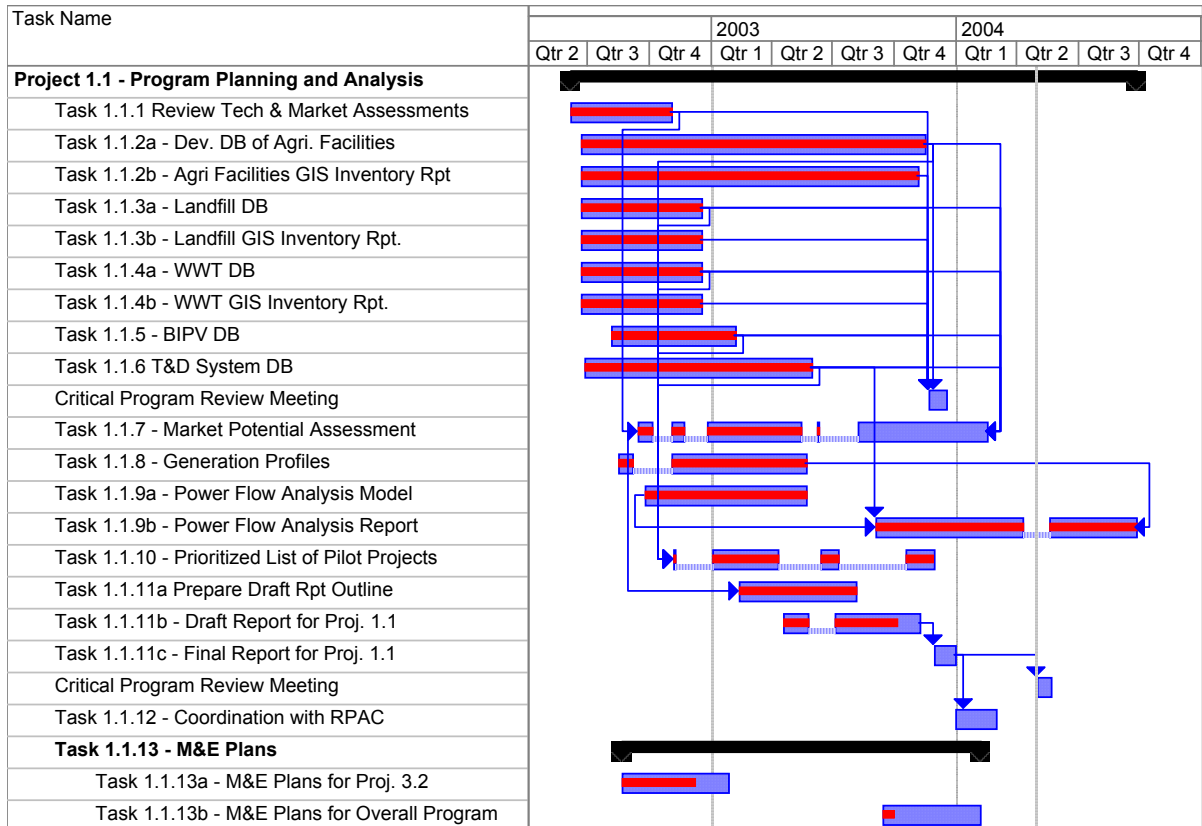 Task Name
2003 2004
Qtr 2 Qtr 3 Qtr 4 Qtr 1 Qtr 2 Qtr 3 Qtr 4 Qtr 1 Qtr 2 Qtr 3 Qtr 4
Project 1.1 - Program Planning and Analysis
Task 1.1.1 Review Tech & Market Assessments
Task 1.1.2a - Dev. DB of Agri. Facilities
Task 1.1.2b - Agri Facilities GIS Inventory Rpt
Task 1.1.3a - Landfill DB
Task 1.1.3b - Landfill GIS Inventory Rpt.
Task 1.1.4a - WWT DB
Task 1.1.4b - WWT GIS Inventory Rpt.
Task 1.1.5 - BIPV DB
Task 1.1.6 T&D System DB
Critical Program Review Meeting
Task 1.1.7 - Market Potential Assessment
Task 1.1.8 - Generation Profiles
Task 1.1.9a - Power Flow Analysis Model
Task 1.1.9b - Power Flow Analysis Report
Task 1.1.10 - Prioritized List of Pilot Projects
Task 1.1.11a Prepare Draft Rpt Outline
Task 1.1.11b - Draft Report for Proj. 1.1
Task 1.1.11c - Final Report for Proj. 1.1
Critical Program Review Meeting
Task 1.1.12 - Coordination with RPAC
Task 1.1.13 - M&E Plans
Task 1.1.13a - M&E Plans for Proj. 3.2
Task 1.1.13b - M&E Plans for Overall Program